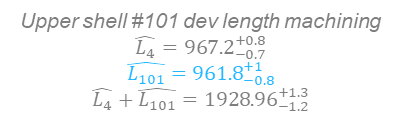 Upper shell #101 dev length machining
L̂₄ = 967.2⁺⁰·⁸₋₀.₇
L̂₁₀₁ = 961.8⁺¹₋₀.₈
L̂₄ + L̂₁₀₁ = 1928.96⁺¹·³₋₁.₂